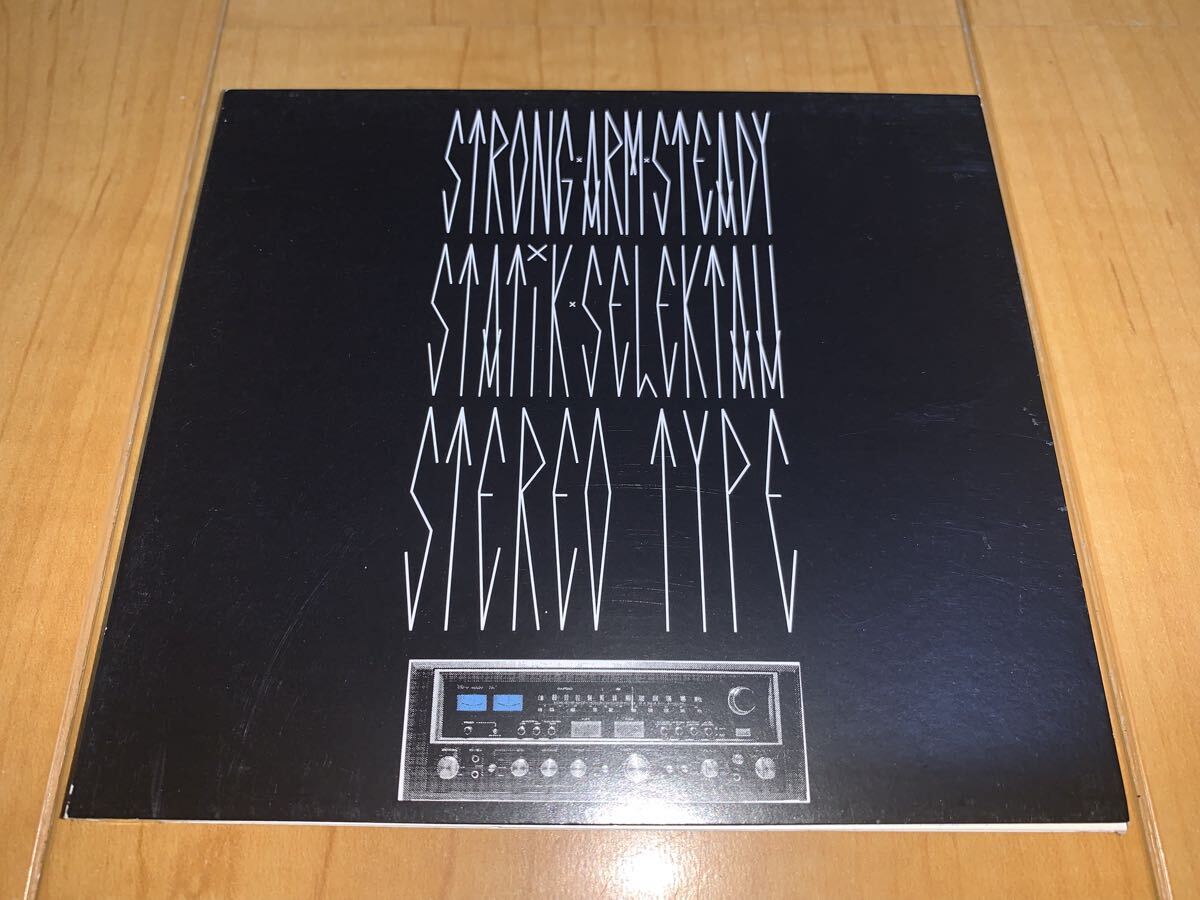 STRONG×ARM×STEADY
STATiK×SELEKTAH
STEREO TYPE